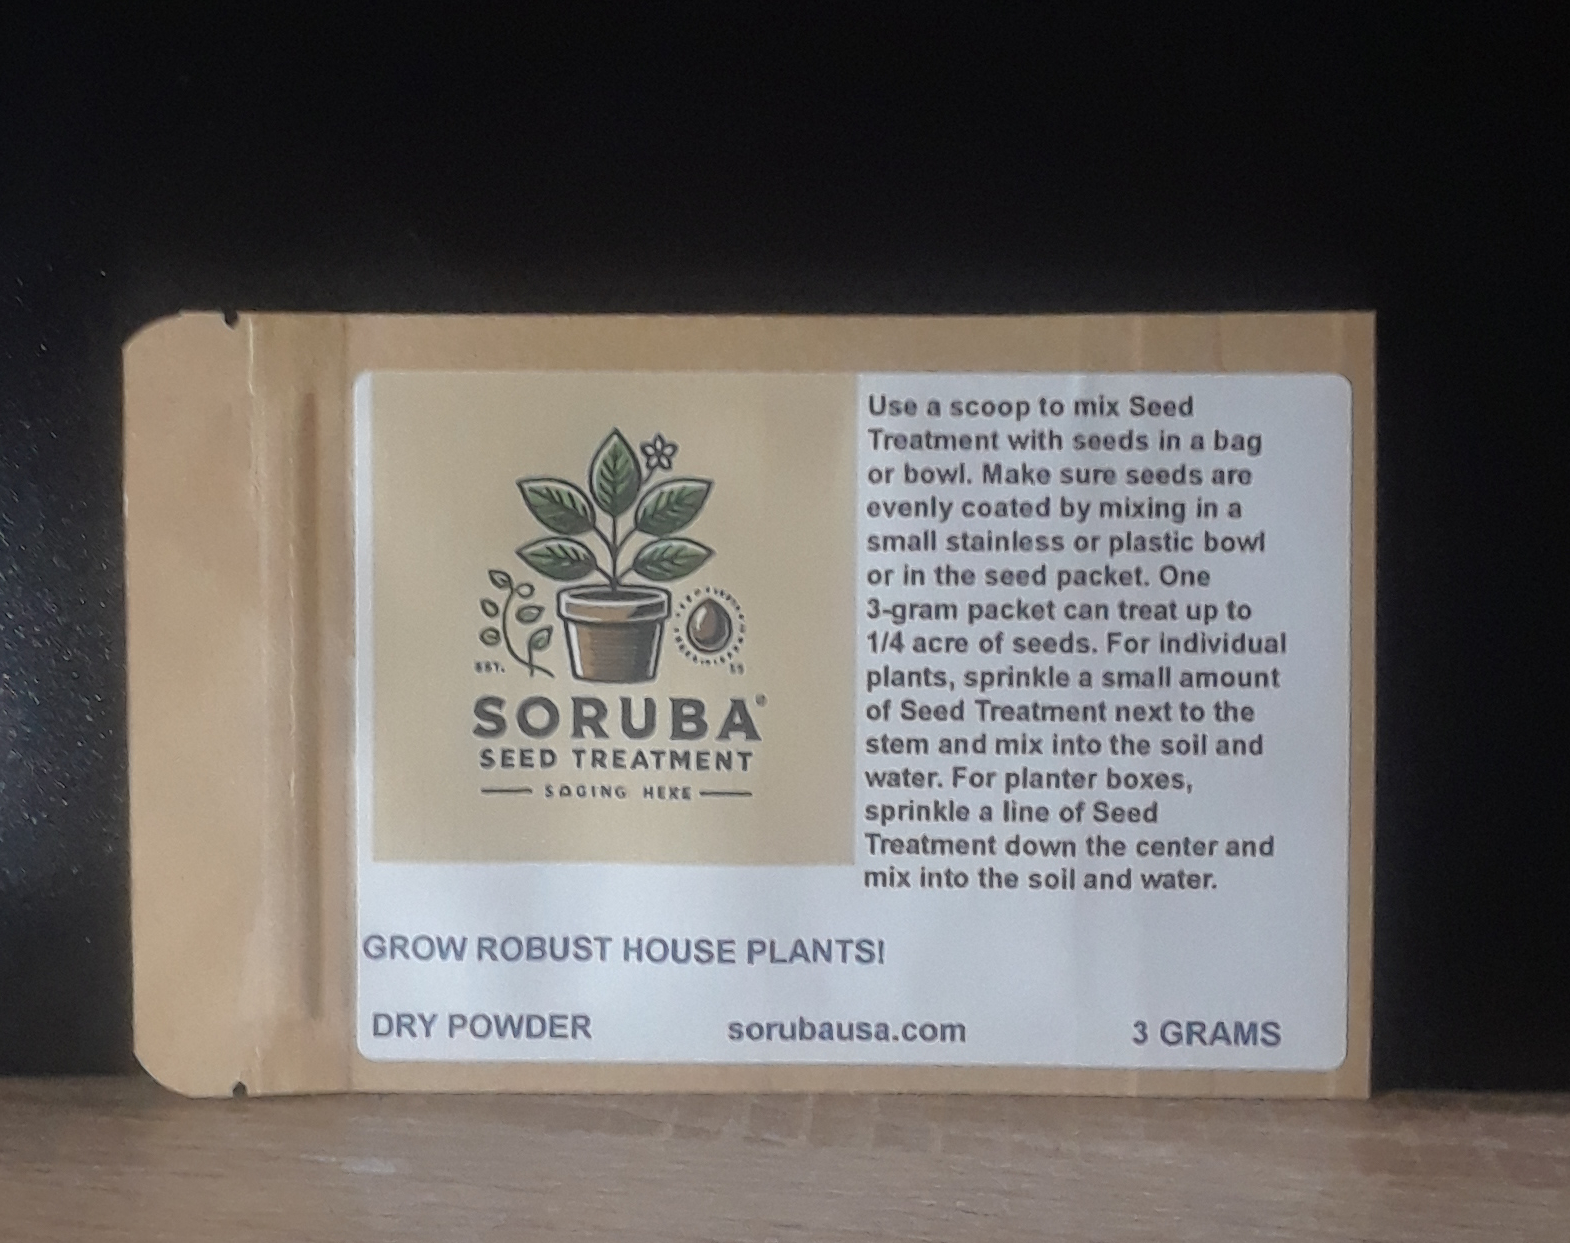 EST.
SORUBA®
SEED TREATMENT
SOGING HEKE
Use a scoop to mix Seed
Treatment with seeds in a bag
or bowl. Make sure seeds are
evenly coated by mixing in a
small stainless or plastic bowl
or in the seed packet. One
3-gram packet can treat up to
1/4 acre of seeds. For individual
plants, sprinkle a small amount
of Seed Treatment next to the
stem and mix into the soil and
water. For planter boxes,
sprinkle a line of Seed
Treatment down the center and
mix into the soil and water.
GROW ROBUST HOUSE PLANTS!
DRY POWDER sorubausa.com 3 GRAMS